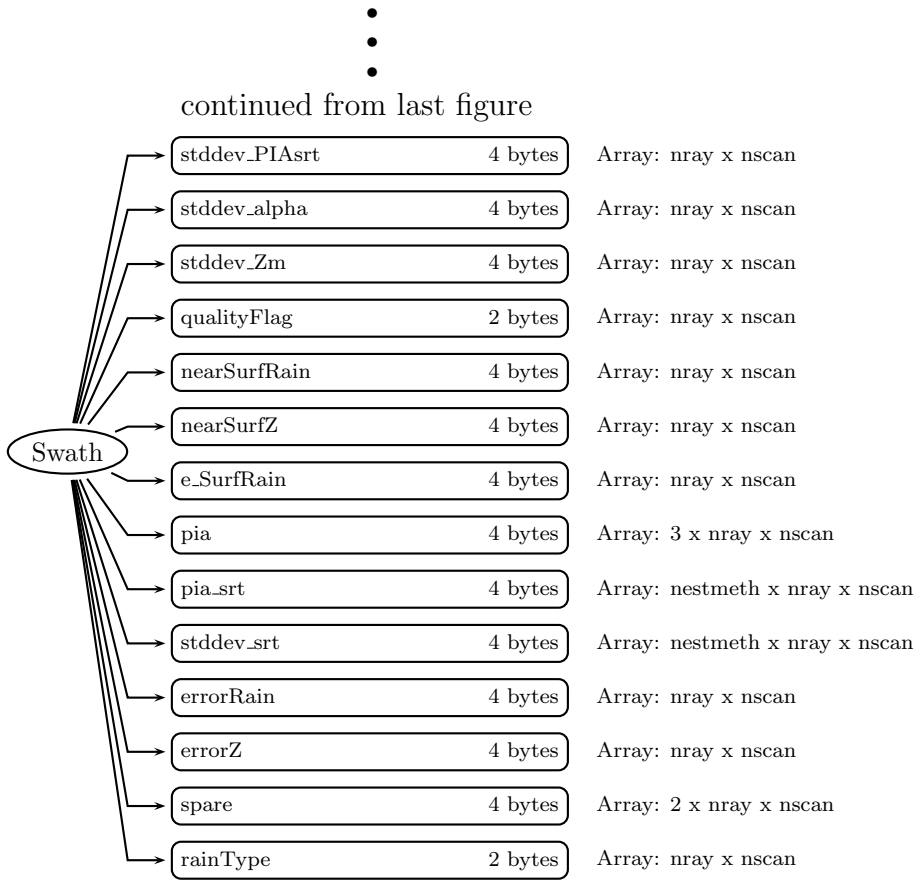 continued from last figure
stddev_PIAsrt 4 bytes Array: nray x nscan
stddev_alpha 4 bytes Array: nray x nscan
stddev_Zm 4 bytes Array: nray x nscan
qualityFlag 2 bytes Array: nray x nscan
nearSurfRain 4 bytes Array: nray x nscan
nearSurfZ 4 bytes Array: nray x nscan
Swath
e_SurfRain 4 bytes Array: nray x nscan
pia 4 bytes Array: 3 x nray x nscan
pia_srt 4 bytes Array: nestmeth x nray x nscan
stddev_srt 4 bytes Array: nestmeth x nray x nscan
errorRain 4 bytes Array: nray x nscan
errorZ 4 bytes Array: nray x nscan
spare 4 bytes Array: 2 x nray x nscan
rainType 2 bytes Array: nray x nscan